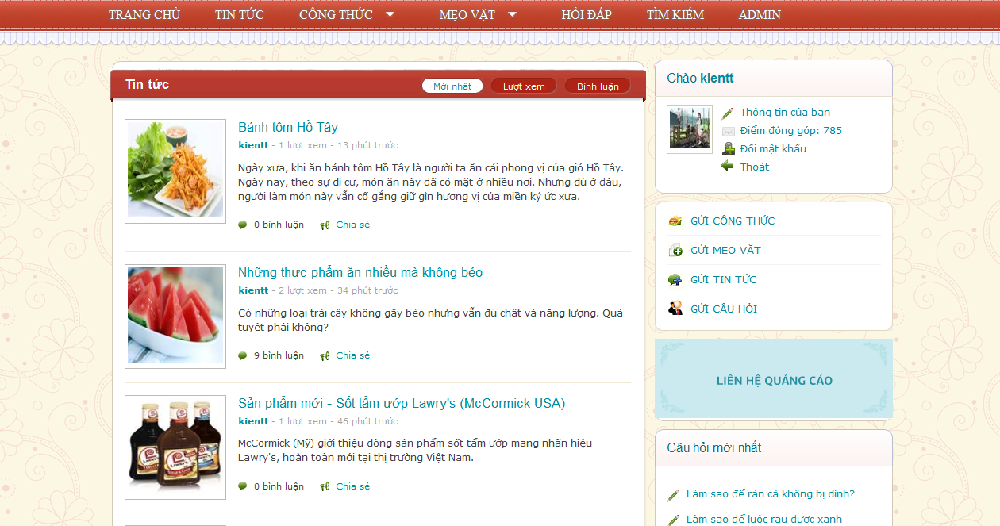 TRANG CHỦ TIN TỨC CÔNG THỨC MẸO VẶT HỎI ĐÁP TÌM KIẾM ADMIN
Tin tức
Mới nhất Lượt xem Bình luận
Bánh tôm Hồ Tây
kientt - 1 lượt xem - 13 phút trước
Ngày xưa, khi ăn bánh tôm Hồ Tây là người ta ăn cái phong vị của gió Hồ Tây.
Ngày nay, theo sự di cư, món ăn này đã có mặt ở nhiều nơi. Nhưng dù ở đâu,
người làm món này vẫn cố gắng giữ gìn hương vị của miền ký ức xưa.
0 bình luận Chia sẻ
Những thực phẩm ăn nhiều mà không béo
kientt - 2 lượt xem - 34 phút trước
Có những loại trái cây không gây béo nhưng vẫn đủ chất và năng lượng. Quá
tuyệt phải không?
9 bình luận Chia sẻ
Sản phẩm mới - Sốt tẩm ướp Lawry's (McCormick USA)
kientt - 1 lượt xem - 46 phút trước
McCormick (Mỹ) giới thiệu dòng sản phẩm sốt tẩm ướp mang nhãn hiệu
Lawry's, hoàn toàn mới tại thị trường Việt Nam.
0 bình luận Chia sẻ
Chào kientt
Thông tin của bạn
Điểm đóng góp: 785
Đổi mật khẩu
Thoát
GỬI CÔNG THỨC
GỬI MẸO VẶT
GỬI TIN TỨC
GỬI CÂU HỎI
LIÊN HỆ QUẢNG CÁO
Câu hỏi mới nhất
Làm sao để rán cá không bị dính?
Làm sao để luộc rau được xanh